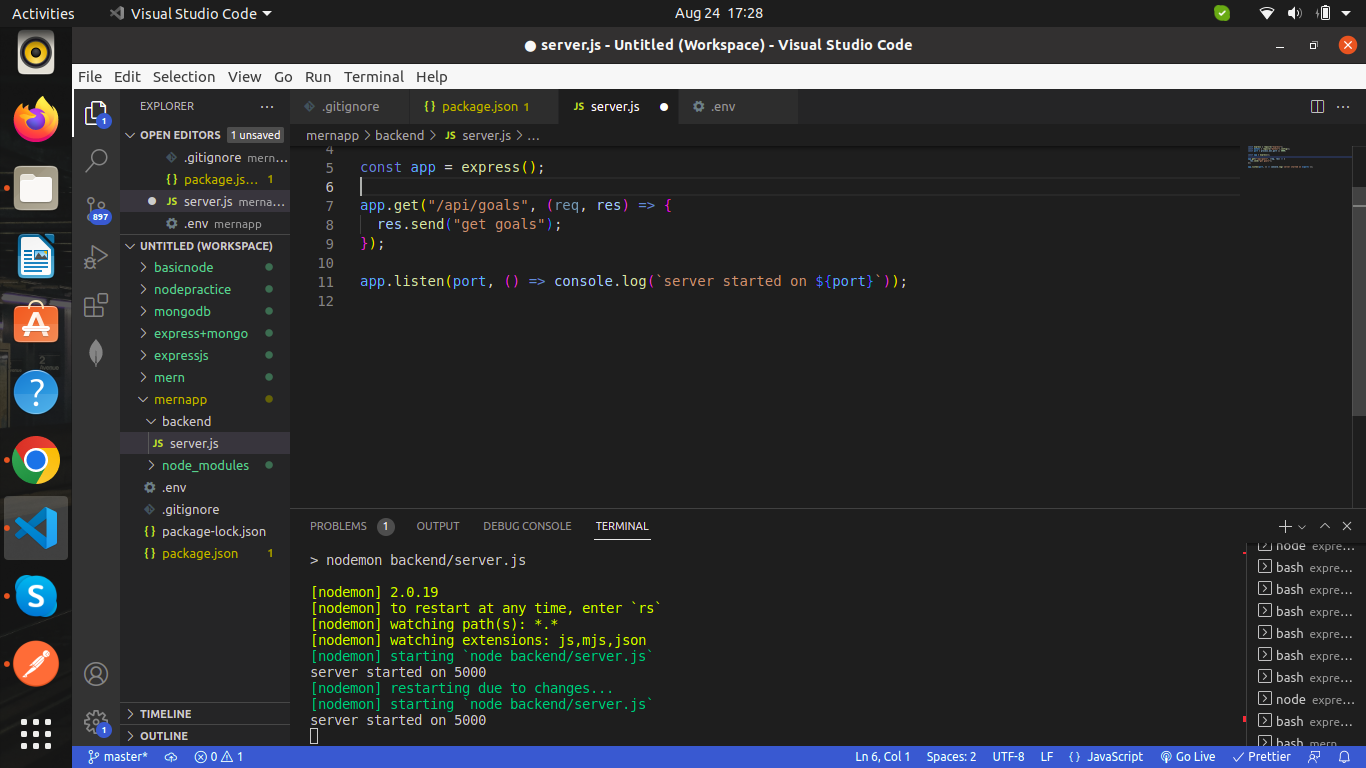 Activities
Visual Studio Code
Aug 24 17:28
● server.js - Untitled (Workspace) - Visual Studio Code
File Edit Selection View Go Run Terminal Help
EXPLORER
.gitignore
{} package.json 1
JS server.js
.env
OPEN EDITORS 1 unsaved
mernapp > backend > JS server.js > ...
.gitignore mern...
{} package.js... 1
JS server.js merna...
.env mernapp
UNTITLED (WORKSPACE)
basicnode
nodepractice
mongodb
express+mongo
expressjs
mern
mernapp
backend
JS server.js
node_modules
.env
.gitignore
{} package-lock.json
{} package.json 1
TIMELINE
OUTLINE
1
897
1
4
5 const app = express();
6
7 app.get("/api/goals", (req, res) => {
8 res.send("get goals");
9 });
10
11 app.listen(port, () => console.log(`server started on ${port}`));
12
PROBLEMS 1 OUTPUT DEBUG CONSOLE TERMINAL
> nodemon backend/server.js
[nodemon] 2.0.19
[nodemon] to restart at any time, enter `rs`
[nodemon] watching path(s): *.*
[nodemon] watching extensions: js,mjs,json
[nodemon] starting `node backend/server.js`
server started on 5000
[nodemon] restarting due to changes...
[nodemon] starting `node backend/server.js`
server started on 5000
node expre...
bash expre...
bash expre...
bash expre...
bash expre...
bash expre...
bash expre...
node expre...
bash expre...
bash mern...
master* 0 1 Ln 6, Col 1 Spaces: 2 UTF-8 LF {} JavaScript Go Live Prettier